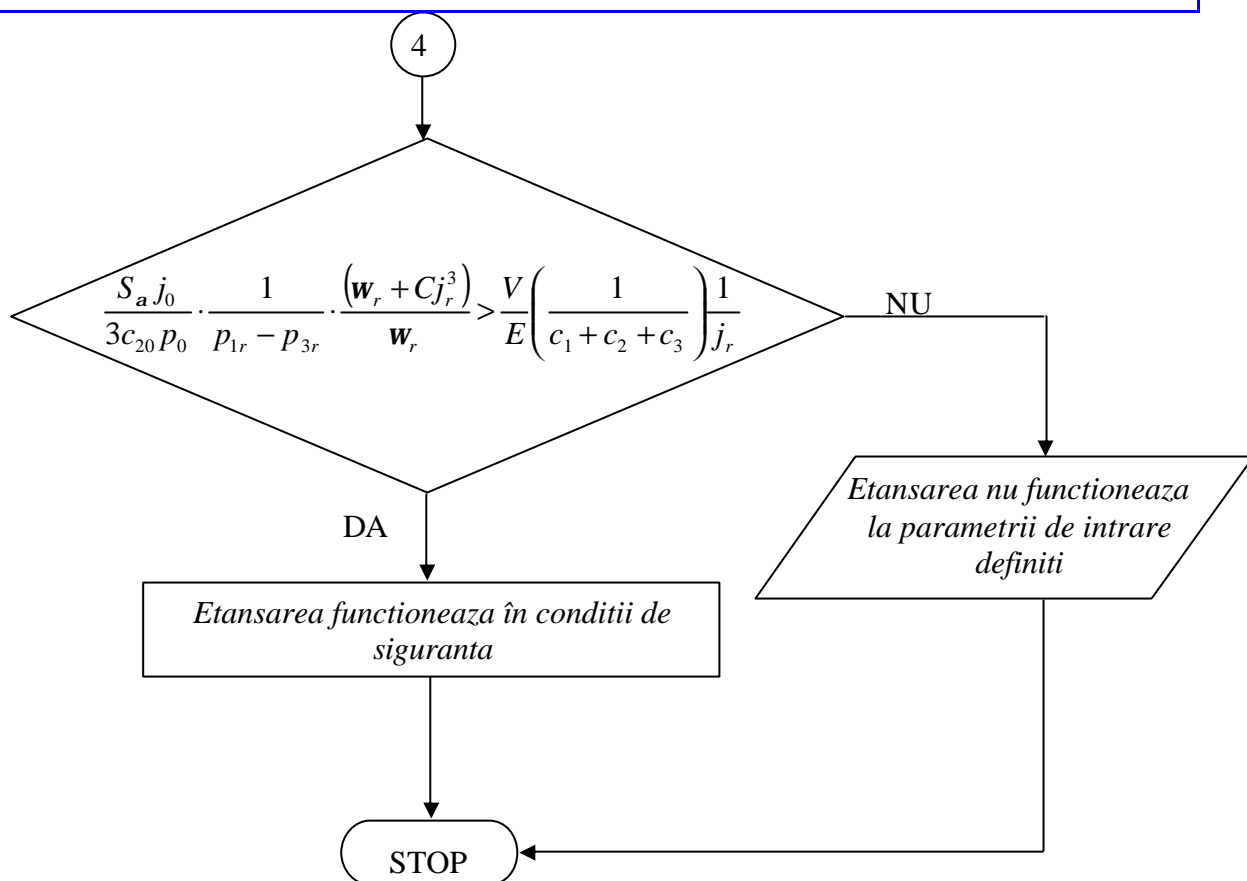 4
\frac{S_{a} j_0}{3c_{20} p_0} \cdot \frac{1}{p_{1r} - p_{3r}} \cdot \frac{(w_r + Cj_r^3)}{w_r} > \frac{V}{E} \left( \frac{1}{c_1 + c_2 + c_3} \right) \frac{1}{j_r}
NU
Etansarea nu functioneaza
la parametrii de intrare
definiti
DA
Etansarea functioneaza în conditii de
siguranta
STOP